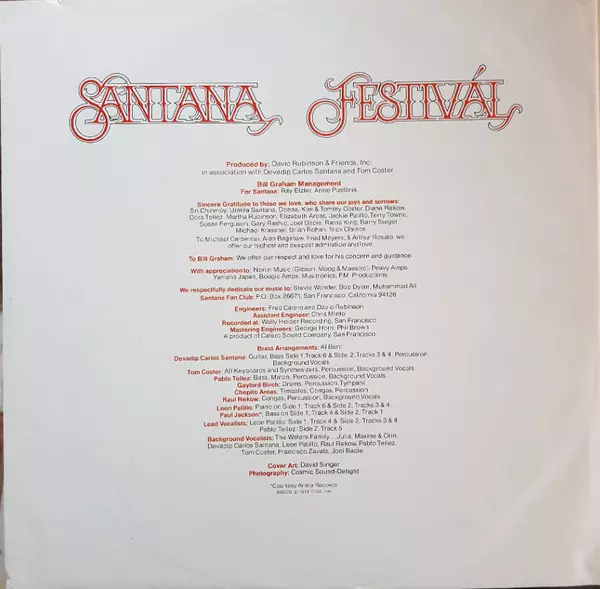 SANTANA FESTIVÁL
Produced by: David Rubinson & Friends, Inc.
in association with Devadip Carlos Santana and Tom Coster
Bill Graham Management
For Santana: Ray Etzler, Arnie Pustilnik
Sincere Gratitude to those we love, who share our joys and sorrows:
Sri Chinmoy, Urmila Santana, Donna, Kim & Tommy Coster, Diane Rekow,
Dora Tellez, Martha Rubinson, Elizabeth Areas, Jackie Patillo, Terry Towne,
Susan Ferguson, Gary Rashid, Joel Badie, Raina King, Barry Siegel,
Michael Krassner, Brian Rohan, Nick Clainos
To Michael Carpenter, Alan Bagshaw, Fred Meyers, & Arthur Rosato, we
offer our highest and deepest admiration and love.
To Bill Graham: We offer our respect and love for his concern and guidance.
With appreciation to: Norlin Music (Gibson, Moog & Maestro), Peavy Amps
Yamaha Japan, Boogie Amps, Musitronics, F.M. Productions
We respectfully dedicate our music to: Stevie Wonder, Bob Dylan, Muhammad Ali
Santana Fan Club: P.O. Box 26671, San Francisco, California 94126
Engineers: Fred Catero and David Rubinson
Assistant Engineer: Chris Minto
Recorded at: Wally Heider Recording, San Francisco
Mastering Engineers: George Horn, Phil Brown
A product of Catero Sound Company, San Francisco
Brass Arrangements: Al Bent
Devadip Carlos Santana: Guitar, Bass Side 1, Track 6 & Side 2, Tracks 3 & 4, Percussion
Background Vocals
Tom Coster: All Keyboards and Synthesizers, Percussion, Background Vocals
Pablo Tellez: Bass, Percussion, Background Vocals
Gaylord Birch: Drums, Percussion, Tympani
Chepito Areas: Timbales, Congas, Percussion
Raul Rekow: Congas, Percussion, Background Vocals
Leon Patillo: Piano on Side 1, Track 6 & Side 2, Tracks 3 & 4
Paul Jackson*: Bass on Side 1, Track 4 & Side 2, Track 1
Lead Vocalists: Leon Patillo: Side 1, Track 4 & Side 2, Tracks 3 & 4
Pablo Tellez: Side 2, Track 5
Background Vocalists: The Waters Family... Julia, Maxine & Orin,
Devadip Carlos Santana, Leon Patillo, Raul Rekow, Pablo Tellez,
Tom Coster, Francisco Zavala, Joel Badie
Cover Art: David Singer
Photography: Cosmic Sound-Delight
*Courtesy Arista Records